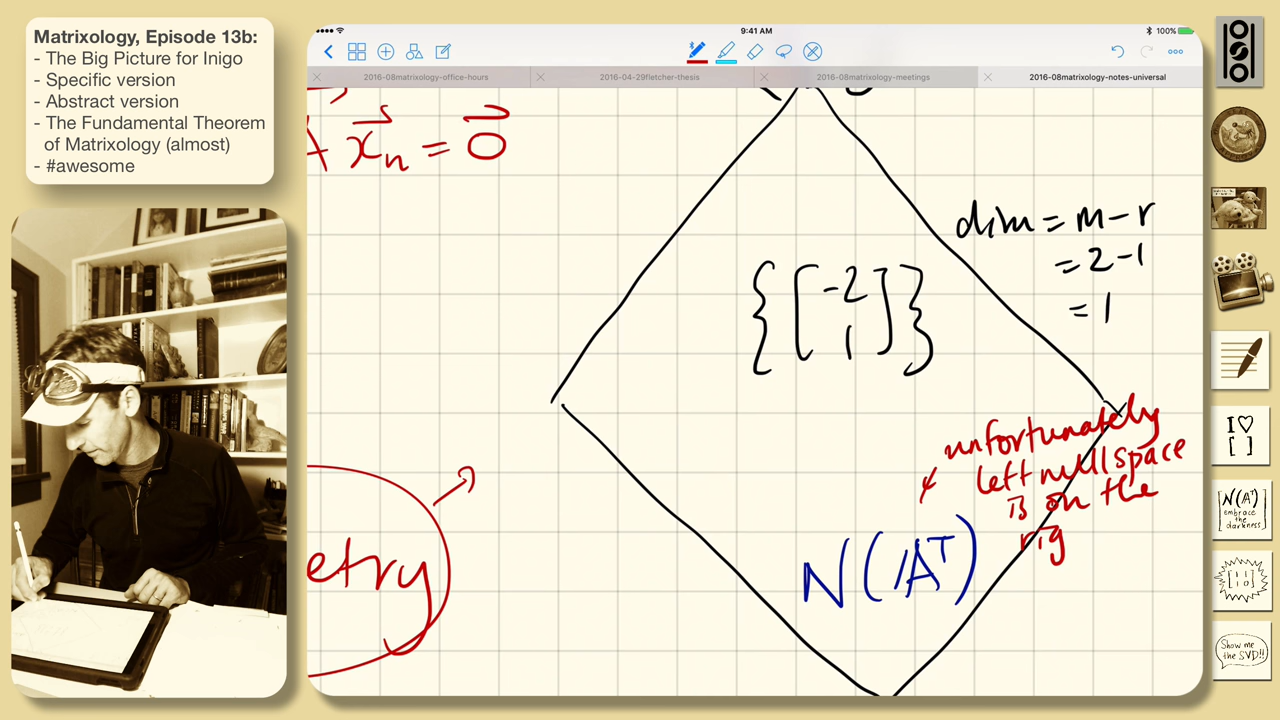 Matrixology, Episode 13b:
- The Big Picture for Inigo
- Specific version
- Abstract version
- The Fundamental Theorem
of Matrixology (almost)
- #awesome
9:41 AM
100%
2016-08matrixology-office-hours
2016-04-29fletcher-thesis
2016-08matrixology-meetings
2016-08matrixology-notes-universal
A x⃗n = 0⃗
dim = m-r
= 2-1
= 1
{[-2
1]}
unfortunately
left nullspace
is on the
rig
N(AT)
etry
I ♡
[ ]
N(AT)
embrace
the
darkness
Show me
the SVD!!